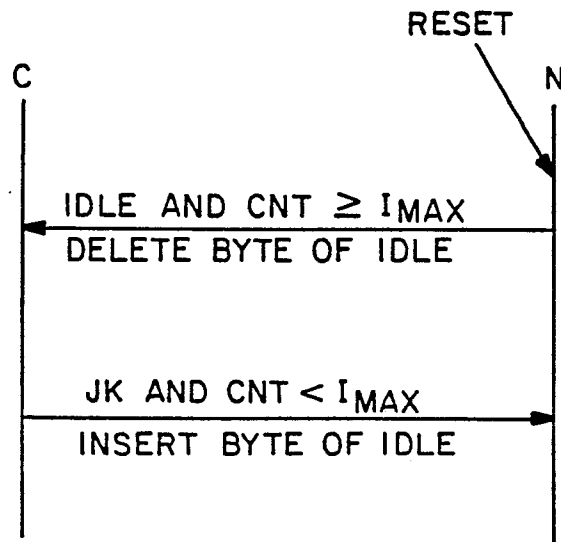 RESET
C
N
IDLE AND CNT ≥ IMAX
DELETE BYTE OF IDLE
JK AND CNT < IMAX
INSERT BYTE OF IDLE